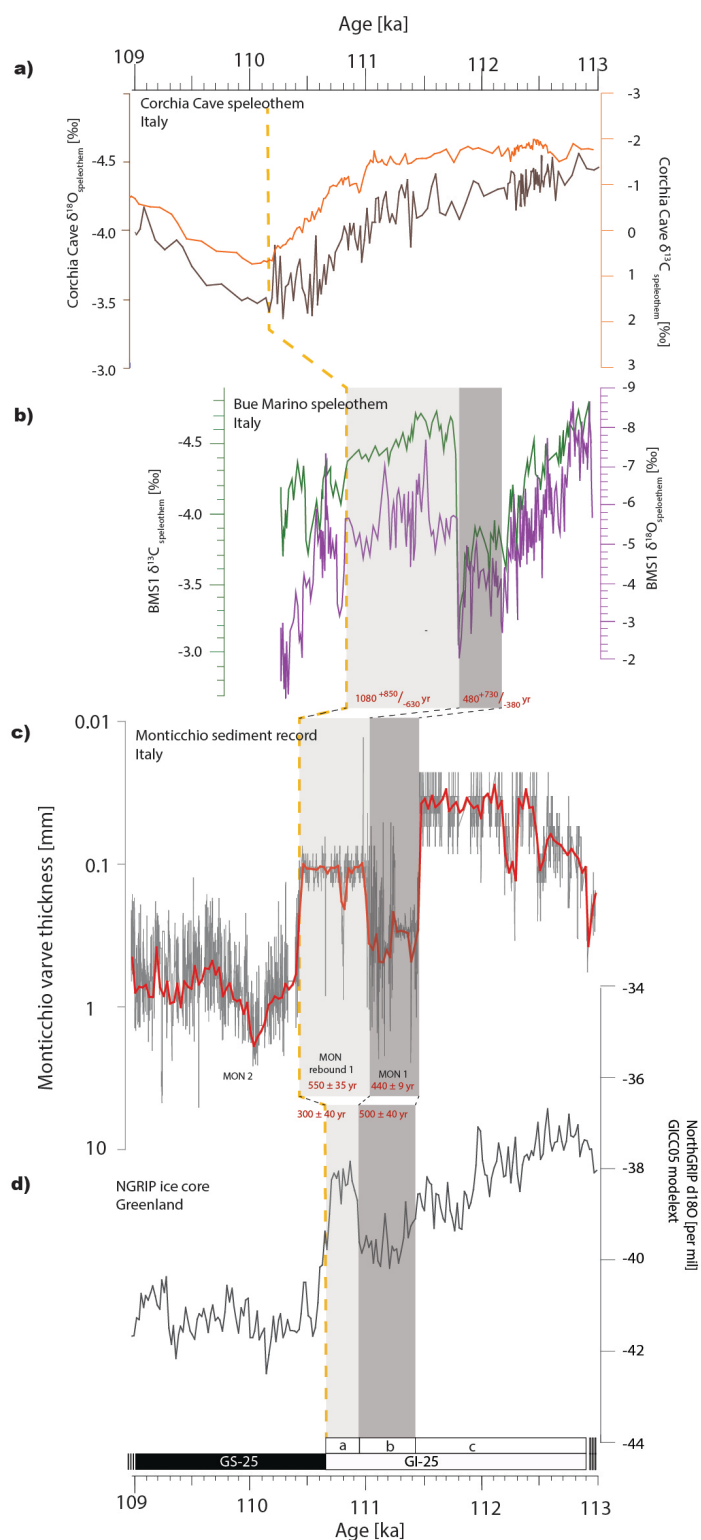 Age [ka]
109 110 111 112 113
a)
Corchia Cave speleothem
Italy
Corchia Cave δ18Ospeleothem [‰]
-4.5
-4.0
-3.5
-3.0
-3
-2
-1
0
1
2
3
Corchia Cave δ13Cspeleothem [‰]
b)
Bue Marino speleothem
Italy
BMS1 δ13C speleothem [‰]
-4.5
-4.0
-3.5
-3.0
-9
-8
-7
-6
-5
-4
-3
-2
BMS1 δ18Ospeleothem [‰]
1080 +850/-630 yr
480+730/-380 yr
c)
Monticchio sediment record
Italy
Monticchio varve thickness [mm]
0.01
0.1
1
10
MON 2
MON
rebound 1
550 ± 35 yr
MON 1
440 ± 9 yr
300 ± 40 yr
500 ± 40 yr
d)
NGRIP ice core
Greenland
-34
-36
-38
-40
-42
-44
NorthGRIP d18O [per mil]
GICC05 modelext
a b c
GS-25 GI-25
109 110 111 112 113
Age [ka]